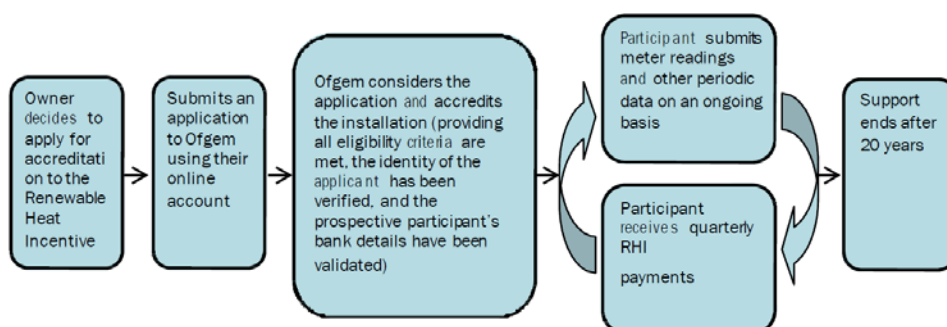 Owner
decides to
apply for
accreditati
on to the
Renewable
Heat
Incentive
Submits an
application
to Ofgem
using their
online
account
Ofgem considers the
application and accredits
the installation (providing
all eligibility criteria are
met, the identity of the
applicant has been
verified, and the
prospective participant's
bank details have been
validated)
Participant submits
meter readings
and other periodic
data on an ongoing
basis
Participant
receives quarterly
RHI
payments
Support
ends after
20 years